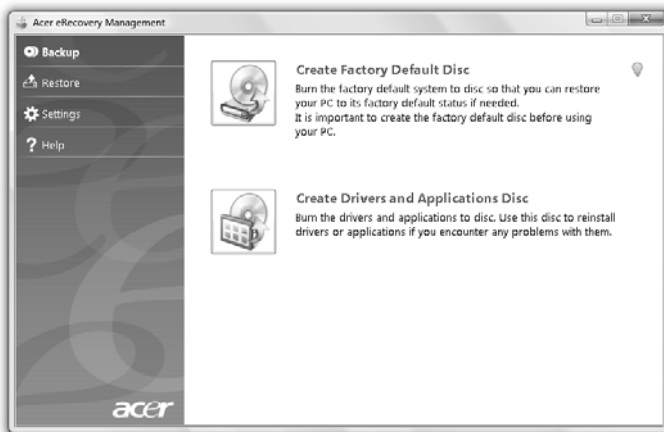 Acer eRecovery Management
Backup
Restore
Settings
? Help
Create Factory Default Disc
Burn the factory default system to disc so that you can restore
your PC to its factory default status if needed.
It is important to create the factory default disc before using
your PC.
Create Drivers and Applications Disc
Burn the drivers and applications to disc. Use this disc to reinstall
drivers or applications if you encounter any problems with them.
acer